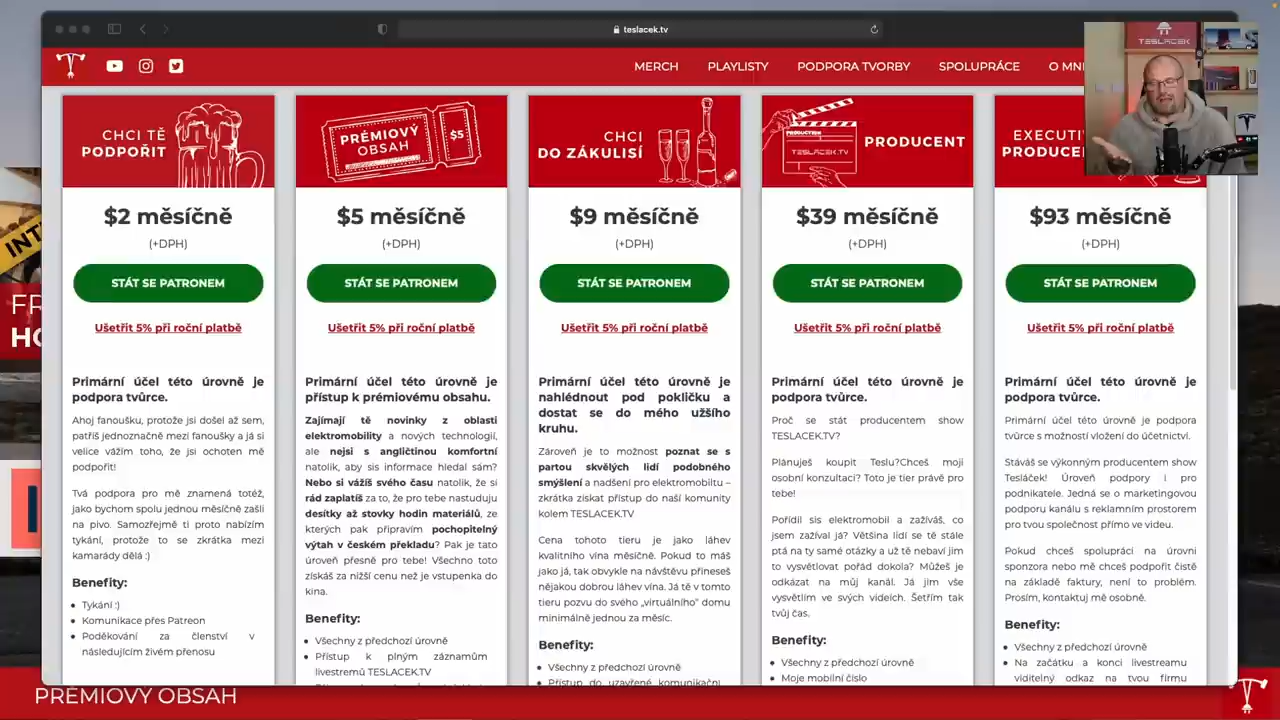 teslacek.tv
MERCH
PLAYLISTY
PODPORA TVORBY
SPOLUPRÁCE
O MNĚ
TESLACEK
CHCI TĚ
PODPOŘIT
$2 měsíčně
(+DPH)
STÁT SE PATRONEM
Ušetřit 5% při roční platbě
Primární účel této úrovně je
podpora tvůrce.
Ahoj fanoušku, protože jsi došel až sem,
patříš jednoznačně mezi fanoušky a já si
velice vážím toho, že jsi ochoten mě
podpořit!
Tvá podpora pro mě znamená totéž,
jako bychom spolu jednou měsíčně zašli
na pivo. Samozřejmě ti proto nabízím
tykání, protože to se zkrátka mezi
kamarády dělá :)
Benefity:
Tykání :)
Komunikace přes Patreon
Poděkování za členství v
následujícím živém přenosu
PRÉMIOVÝ
OBSAH
$5
$5 měsíčně
(+DPH)
STÁT SE PATRONEM
Ušetřit 5% při roční platbě
Primární účel této úrovně je
přístup k prémiovému obsahu.
Zajímají tě novinky z oblasti
elektromobility a nových technologií,
ale nejsi s angličtinou komfortní
natolik, aby sis informace hledal sám?
Nebo si vážíš svého času natolik, že si
rád zaplatíš za to, že pro tebe nastuduju
desítky až stovky hodin materiálů, ze
kterých pak připravím pochopitelný
výtah v českém překladu? Pak je tato
úroveň přesně pro tebe! Všechno toto
získáš za nižší cenu než je vstupenka do
kina.
Benefity:
Všechny z předchozí úrovně
Přístup k plným záznamům
livestremů TESLACEK.TV
CHCI
DO ZÁKULISÍ
$9 měsíčně
(+DPH)
STÁT SE PATRONEM
Ušetřit 5% při roční platbě
Primární účel této úrovně je
nahlédnout pod pokličku a
dostat se do mého užšího
kruhu.
Zároveň je to možnost poznat se s
partou skvělých lidí podobného
smýšlení a nadšení pro elektromobiltu –
zkrátka získat přístup do naší komunity
kolem TESLACEK.TV
Cena tohoto tieru je jako láhev
kvalitního vína měsíčně. Pokud to máš
jako já, tak obvykle na návštěvu přineseš
nějakou dobrou láhev vína. Já tě v tomto
tieru pozvu do svého „virtuálního" domu
minimálně jednou za měsíc.
Benefity:
Všechny z předchozí úrovně
Přístup do uzavřené komunikační
PRODUCTION
TESLACEK.TV
PRODUCENT
$39 měsíčně
(+DPH)
STÁT SE PATRONEM
Ušetřit 5% při roční platbě
Primární účel této úrovně je
podpora tvůrce.
Proč se stát producentem show
TESLACEK.TV?
Plánuješ koupit Teslu?Chceš moji
osobní konzultaci? Toto je tier právě pro
tebe!
Pořídil sis elektromobil a zažíváš, co
jsem zažíval já? Většina lidí se tě stále
ptá na ty samé otázky a už tě nebaví jim
to vysvětlovat pořád dokola? Můžeš je
odkázat na můj kanál. Já jim vše
vysvětlím ve svých videích. Šetřím tak
tvůj čas.
Benefity:
Všechny z předchozí úrovně
Moje mobilní číslo
EXECUTI
PRODUCE
$93 měsíčně
(+DPH)
STÁT SE PATRONEM
Ušetřit 5% při roční platbě
Primární účel této úrovně je
podpora tvůrce.
Primární účel této úrovně je podpora
tvůrce s možností vložení do účetnictví.
Stáváš se výkonným producentem show
Tesláček! Úroveň podpory i pro
podnikatele. Jedná se o marketingovou
podporu kanálu s reklamním prostorem
pro tvou společnost přímo ve videu.
Pokud chceš spolupráci na úrovni
sponzora nebo mě chceš podpořit čistě
na základě faktury, není to problém.
Prosím, kontaktuj mě osobně.
Benefity:
Všechny z předchozí úrovně
Na začátku a konci livestreamu
viditelný odkaz na tvou firmu
INT
FR
HO
PRÉMIOVÝ OBSAH